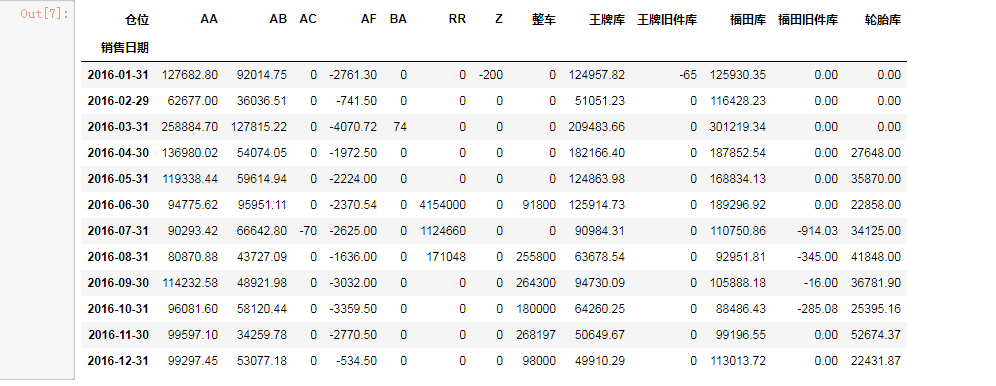 Out[7]:
仓位 AA AB AC AF BA RR Z 整车 王牌库 王牌旧件库 福田库 福田旧件库 轮胎库
销售日期
2016-01-31 127682.80 92014.75 0 -2761.30 0 0 -200 0 124957.82 -65 125930.35 0.00 0.00
2016-02-29 62677.00 36036.51 0 -741.50 0 0 0 0 51051.23 0 116428.23 0.00 0.00
2016-03-31 258884.70 127815.22 0 -4070.72 74 0 0 0 209483.66 0 301219.34 0.00 0.00
2016-04-30 136980.02 54074.05 0 -1972.50 0 0 0 0 182166.40 0 187852.54 0.00 27648.00
2016-05-31 119338.44 59614.94 0 -2224.00 0 0 0 0 124863.98 0 168834.13 0.00 35870.00
2016-06-30 94775.62 95951.11 0 -2370.54 0 4154000 0 91800 125914.73 0 189296.92 0.00 22858.00
2016-07-31 90293.42 66642.80 -70 -2625.00 0 1124660 0 0 90984.31 0 110750.86 -914.03 34125.00
2016-08-31 80870.88 43727.09 0 -1636.00 0 171048 0 255800 63678.54 0 92951.81 -345.00 41848.00
2016-09-30 114232.58 48921.98 0 -3032.00 0 0 0 264300 94730.09 0 105888.18 -16.00 36781.90
2016-10-31 96081.60 58120.44 0 -3359.50 0 0 0 180000 64260.25 0 88486.43 -285.08 25395.16
2016-11-30 99597.10 34259.78 0 -2770.50 0 0 0 268197 50649.67 0 99196.55 0.00 52674.37
2016-12-31 99297.45 53077.18 0 -534.50 0 0 0 98000 49910.29 0 113013.72 0.00 22431.87